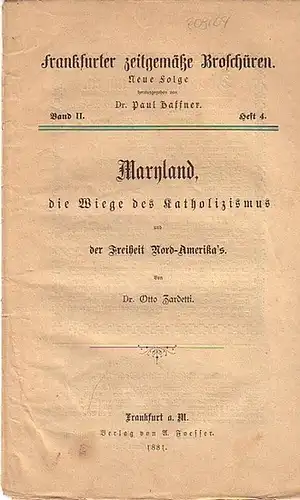 Frankfurter zeitgemäße Broschüren.
Neue Folge
herausgegeben von
Dr. Paul Haffner.
Band II. Heft 4.
Maryland,
die Wiege des Katholizismus
und
der Freiheit Nord-Amerika's.
Von
Dr. Otto Zardetti.
Frankfurt a. M.
Verlag von A. Foesser.
1881.